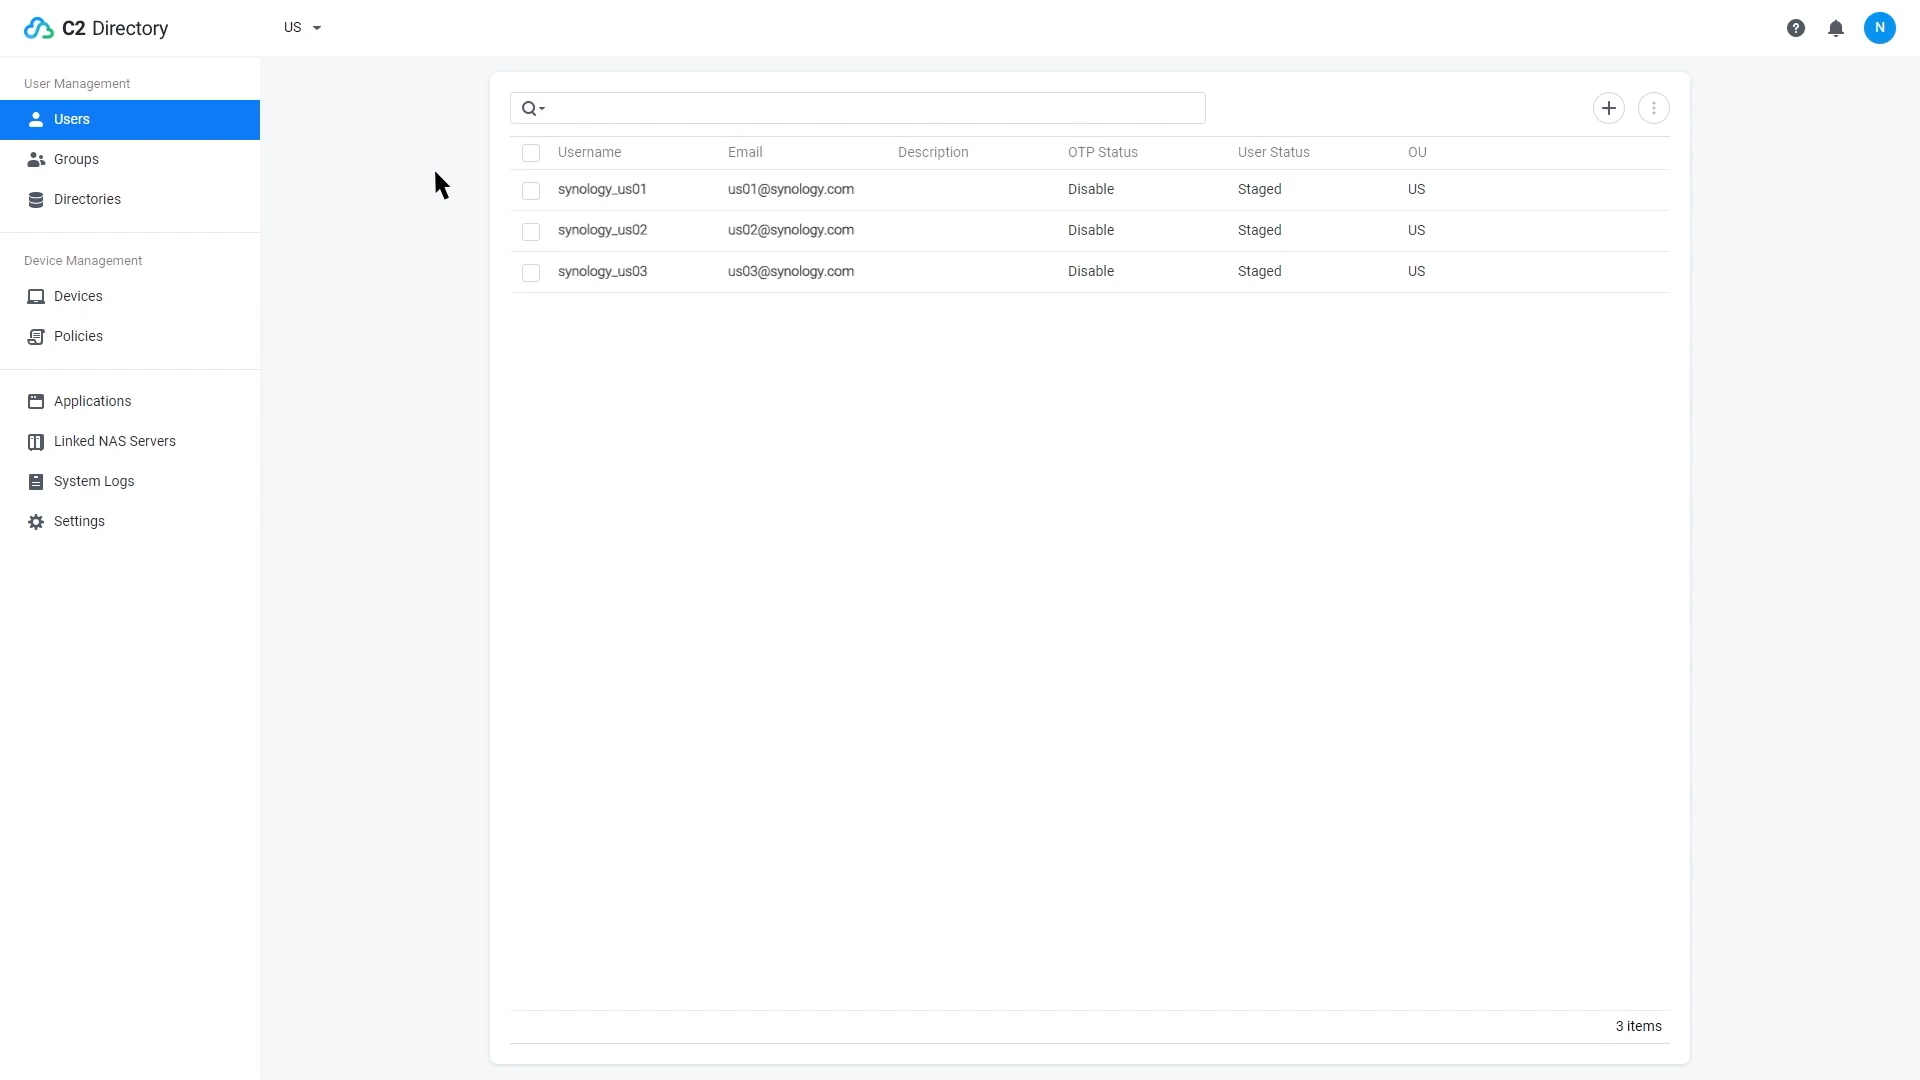 C2 Directory
US
N
User Management
Users
Groups
Directories
Device Management
Devices
Policies
Applications
Linked NAS Servers
System Logs
Settings
Username Email Description OTP Status User Status OU
synology_us01 us01@synology.com Disable Staged US
synology_us02 us02@synology.com Disable Staged US
synology_us03 us03@synology.com Disable Staged US
3 items